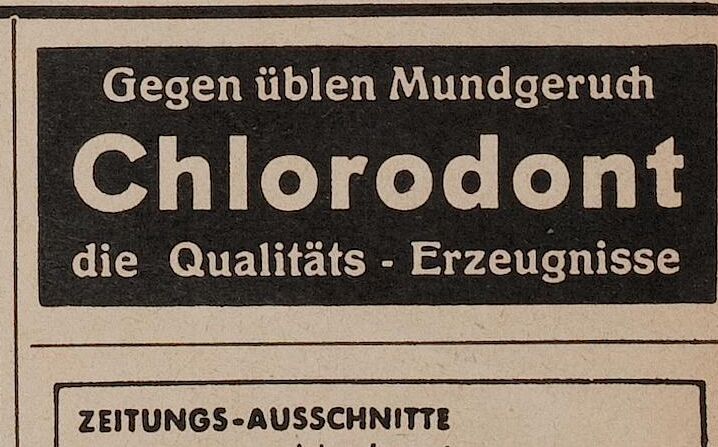 Gegen üblen Mundgeruch
Chlorodont
die Qualitäts - Erzeugnisse
ZEITUNGS-AUSSCHNITTE